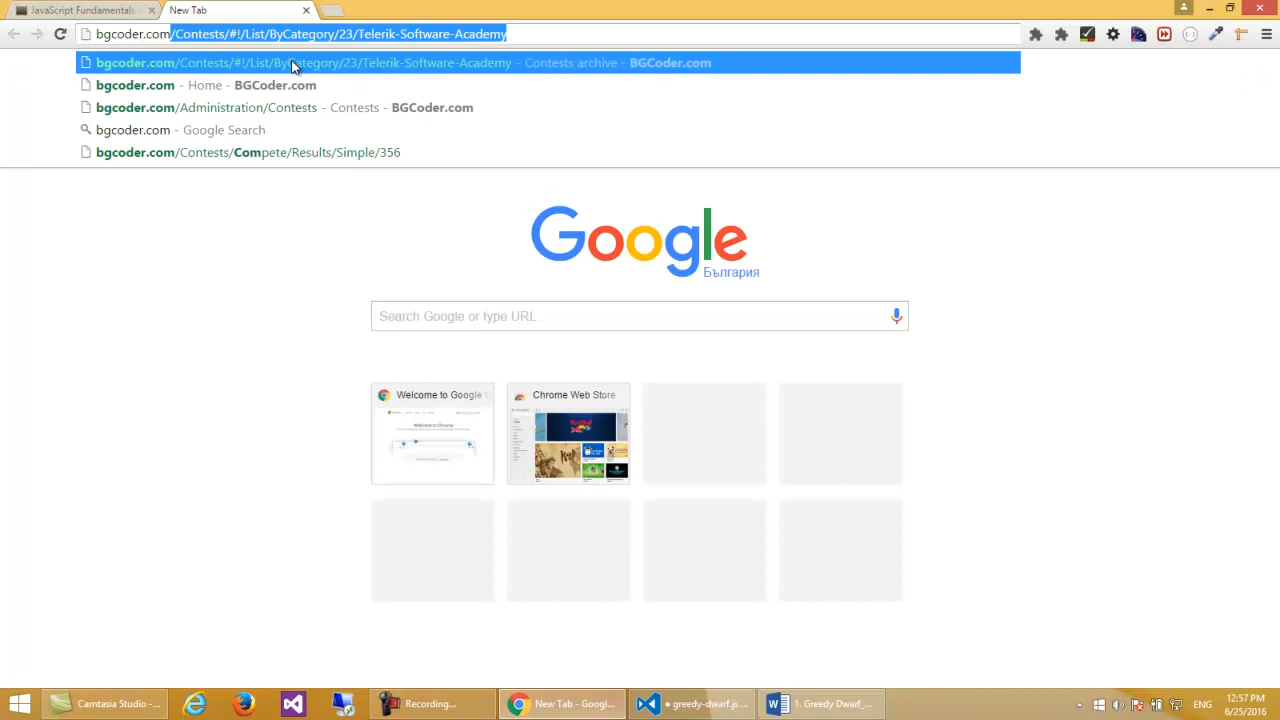 JavaScript Fundamentals
New Tab
bgcoder.com/Contests/#!/List/ByCategory/23/Telerik-Software-Academy
bgcoder.com/Contests/#!/List/ByCategory/23/Telerik-Software-Academy - Contests archive - BGCoder.com
bgcoder.com - Home - BGCoder.com
bgcoder.com/Administration/Contests - Contests - BGCoder.com
bgcoder.com - Google Search
bgcoder.com/Contests/Compete/Results/Simple/356
Google
България
Search Google or type URL
Welcome to Google
Chrome Web Store
Camtasia Studio -...
Recording...
New Tab - Googl...
• greedy-dwarf.js ...
1. Greedy Dwarf_...
ENG
12:57 PM
6/25/2016